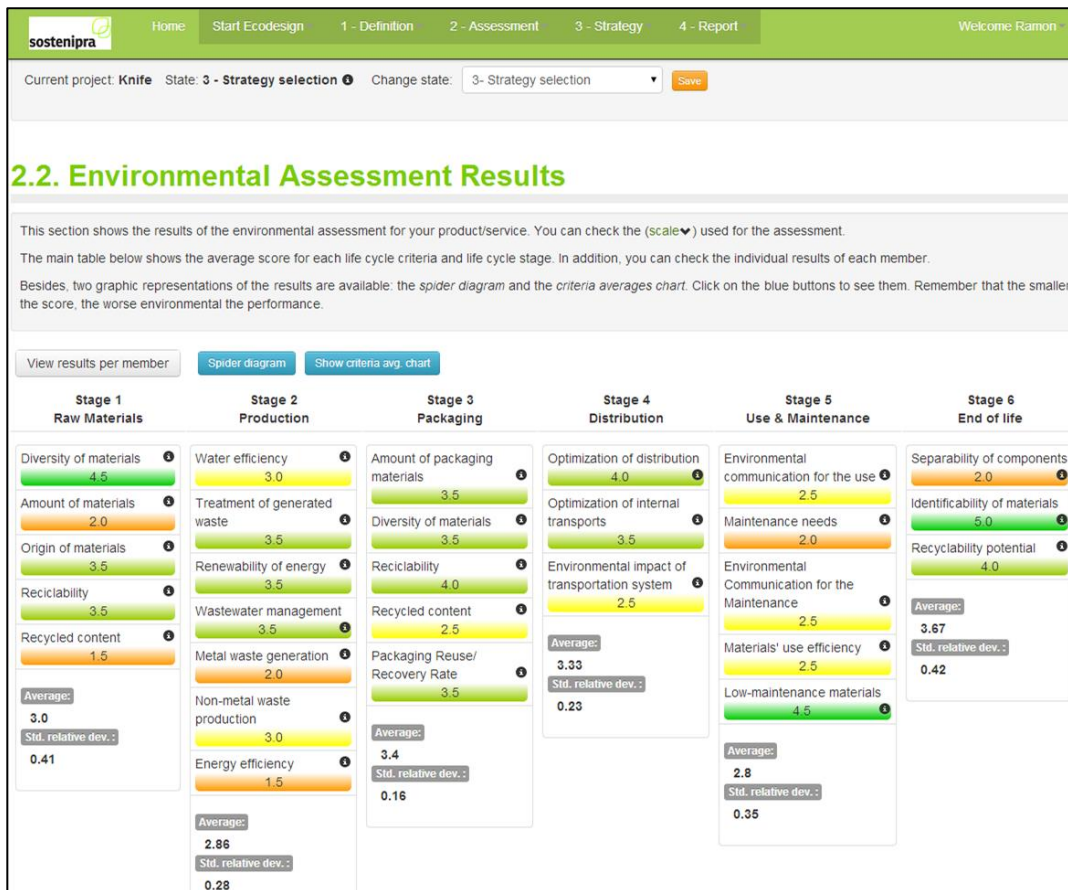 sostenipra
Home Start Ecodesign 1 - Definition 2 - Assessment 3 - Strategy 4 - Report Welcome Ramon
Current project: Knife State: 3 - Strategy selection Change state: 3- Strategy selection Save
2.2. Environmental Assessment Results
This section shows the results of the environmental assessment for your product/service. You can check the (scale) used for the assessment.
The main table below shows the average score for each life cycle criteria and life cycle stage. In addition, you can check the individual results of each member.
Besides, two graphic representations of the results are available: the spider diagram and the criteria averages chart. Click on the blue buttons to see them. Remember that the smaller
the score, the worse environmental the performance.
View results per member Spider diagram Show criteria avg. chart
Stage 1
Raw Materials
Diversity of materials
4.5
Amount of materials
2.0
Origin of materials
3.5
Reciclability
3.5
Recycled content
1.5
Average:
3.0
Std. relative dev. :
0.41
Stage 2
Production
Water efficiency
3.0
Treatment of generated
waste
3.5
Renewability of energy
3.5
Wastewater management
3.5
Metal waste generation
2.0
Non-metal waste
production
3.0
Energy efficiency
1.5
Average:
2.86
Std. relative dev. :
0.28
Stage 3
Packaging
Amount of packaging
materials
3.5
Diversity of materials
3.5
Reciclability
4.0
Recycled content
2.5
Packaging Reuse/
Recovery Rate
3.5
Average:
3.4
Std. relative dev. :
0.16
Stage 4
Distribution
Optimization of distribution
4.0
Optimization of internal
transports
3.5
Environmental impact of
transportation system
2.5
Average:
3.33
Std. relative dev. :
0.23
Stage 5
Use & Maintenance
Environmental
communication for the use
2.5
Maintenance needs
2.0
Environmental
Communication for the
Maintenance
2.5
Materials' use efficiency
2.5
Low-maintenance materials
4.5
Average:
2.8
Std. relative dev. :
0.35
Stage 6
End of life
Separability of components
2.0
Identificability of materials
5.0
Recyclability potential
4.0
Average:
3.67
Std. relative dev. :
0.42